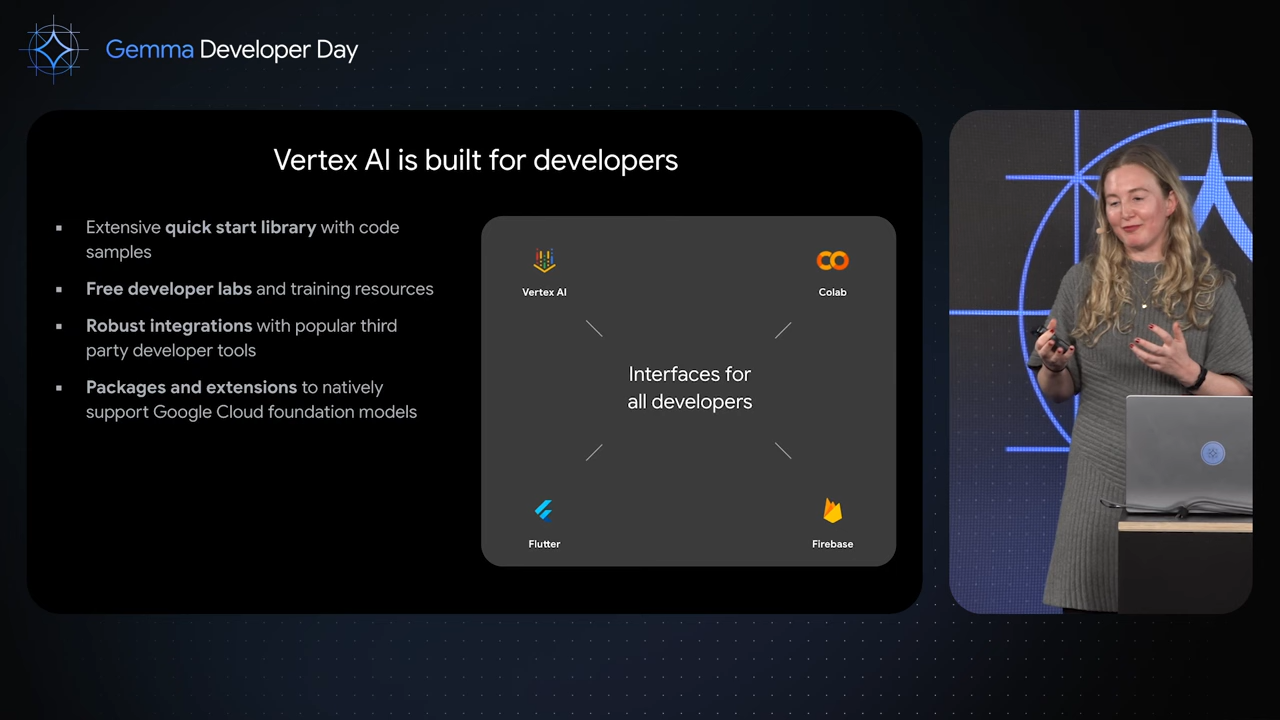 Gemma Developer Day
Vertex AI is built for developers
▪ Extensive quick start library with code
samples
▪ Free developer labs and training resources
▪ Robust integrations with popular third
party developer tools
▪ Packages and extensions to natively
support Google Cloud foundation models
Vertex AI
Colab
Interfaces for
all developers
Flutter
Firebase